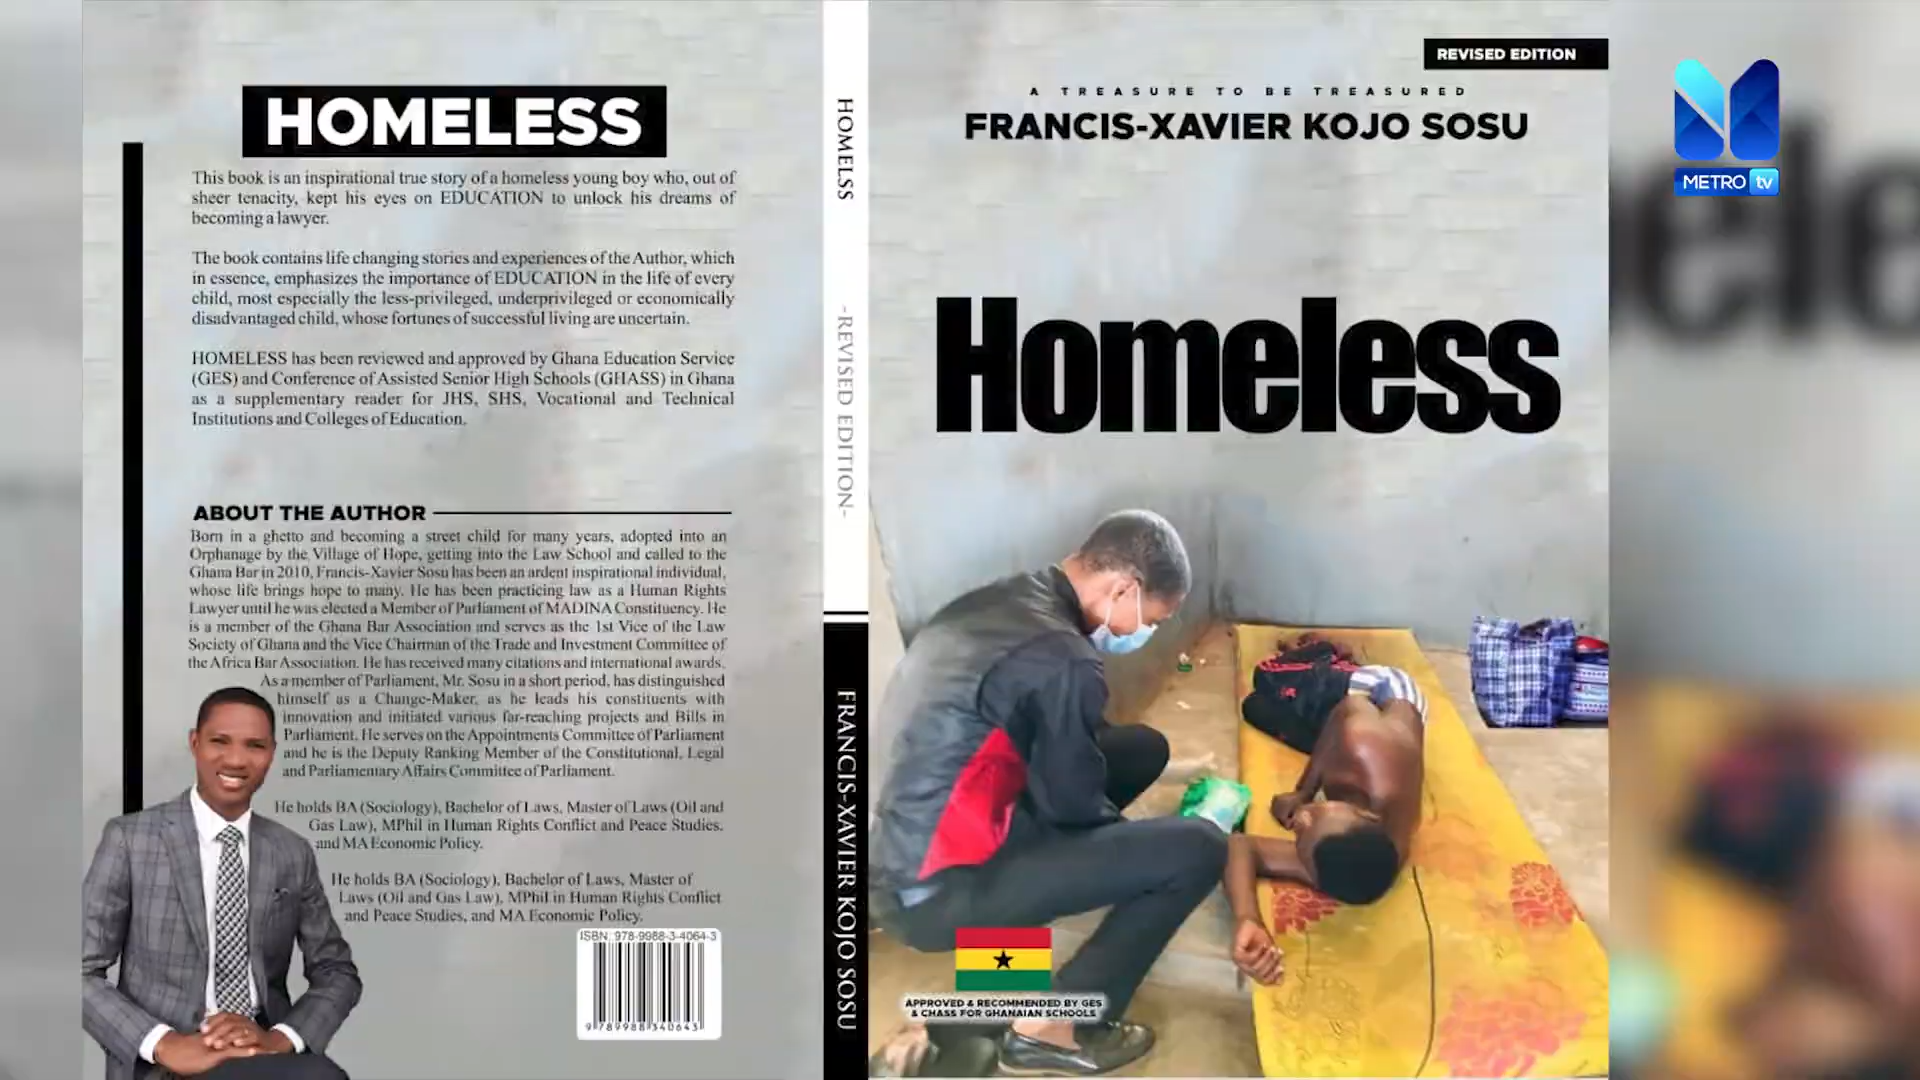 HOMELESS
This book is an inspirational true story of a homeless young boy who, out of
sheer tenacity, kept his eyes on EDUCATION to unlock his dreams of
becoming a lawyer.
The book contains life changing stories and experiences of the Author, which
in essence, emphasizes the importance of EDUCATION in the life of every
child, most especially the less-privileged, underprivileged or economically
disadvantaged child, whose fortunes of successful living are uncertain.
HOMELESS has been reviewed and approved by Ghana Education Service
(GES) and Conference of Assisted Senior High Schools (GHASS) in Ghana
as a supplementary reader for JHS, SHS, Vocational and Technical
Institutions and Colleges of Education.
ABOUT THE AUTHOR
Born in a ghetto and becoming a street child for many years, adopted into an
Orphanage by the Village of Hope, getting into the Law School and called to the
Ghana Bar in 2010, Francis-Xavier Sosu has been an ardent inspirational individual,
whose life brings hope to many. He has been practicing law as a Human Rights
Lawyer until he was elected a Member of Parliament of MADINA Constituency. He
is a member of the Ghana Bar Association and serves as the 1st Vice of the Law
Society of Ghana and the Vice Chairman of the Trade and Investment Committee of
the Africa Bar Association. He has received many citations and international awards.
As a member of Parliament, Mr. Sosu in a short period, has distinguished
himself as a Change-Maker, as he leads his constituents with
innovation and initiated various far-reaching projects and Bills in
Parliament. He serves on the Appointments Committee of Parliament
and he is the Deputy Ranking Member of the Constitutional, Legal
and Parliamentary Affairs Committee of Parliament.
He holds BA (Sociology), Bachelor of Laws, Master of Laws (Oil and
Gas Law), MPhil in Human Rights Conflict and Peace Studies,
and MA Economic Policy.
He holds BA (Sociology), Bachelor of Laws, Master of
Laws (Oil and Gas Law), MPhil in Human Rights Conflict
and Peace Studies, and MA Economic Policy.
ISBN: 978-9988-3-4064-3
9 789988 340643
HOMELSS
-REVISED EDITION-
FRANCIS-XAVIER KOJO SOSU
REVISED EDITION
A TREASURE TO BE TREASURED
FRANCIS-XAVIER KOJO SOSU
Homeless
APPROVED & RECOMMENDED BY GES
& CHASS FOR GHANAIAN SCHOOLS
METRO tv